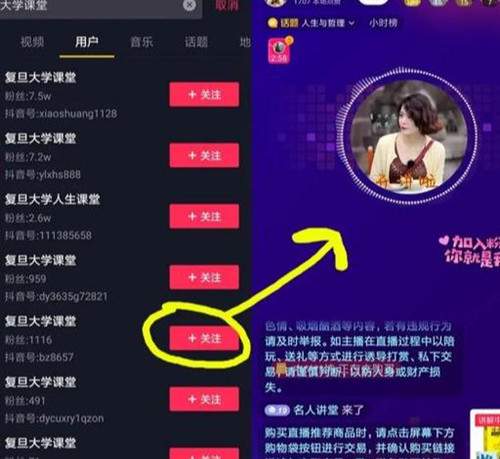 大学课堂
取消
视频
用户
音乐
话题
地
复旦大学课堂
粉丝:7.5w
抖音号:xiaoshuang1128
+ 关注
复旦大学课堂
粉丝:7.2w
抖音号:ylxhs888
+ 关注
复旦大学人生课堂
粉丝:2.6w
抖音号:111385658
+ 关注
复旦大学课堂
粉丝:959
抖音号:dy3635g72821
+ 关注
复旦大学课堂
粉丝:1116
抖音号:bz8657
+ 关注
复旦大学课堂
粉丝:491
抖音号:dycuxry1qzon
+ 关注
复旦大学课堂
粉丝:71
+ 关注
话题 人生与哲理
小时榜
2:58
加入粉
你就是我
色情、吸烟酗酒等内容，若有违规行为
请及时举报。如主播在直播过程中以陪
玩、送礼等方式进行诱导打赏、私下交
易，请谨慎判断，以防人身或财产损
失。
10 名人讲堂 来了
购买直播推荐商品时，请点击屏幕下方
购物袋按钮进行交易，并确认购买链接
讲解中